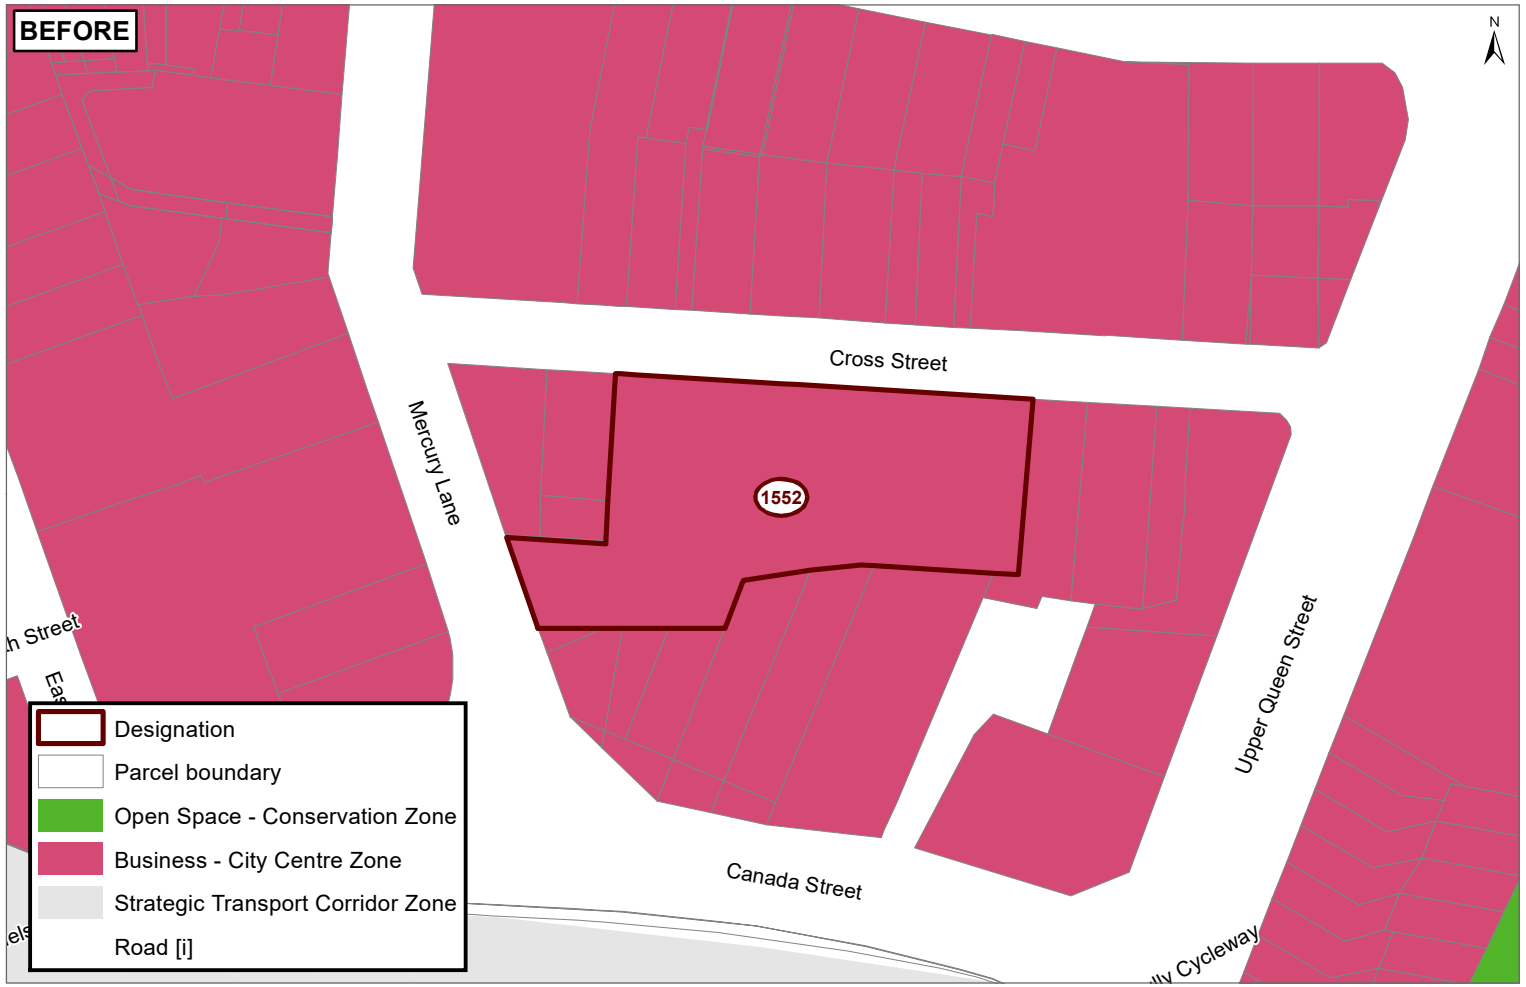 BEFORE
N
Cross Street
Mercury Lane
1552
Upper Queen Street
Street
Designation
Parcel boundary
Open Space - Conservation Zone
Business - City Centre Zone
Strategic Transport Corridor Zone
Road [i]
Canada Street
Cycleway